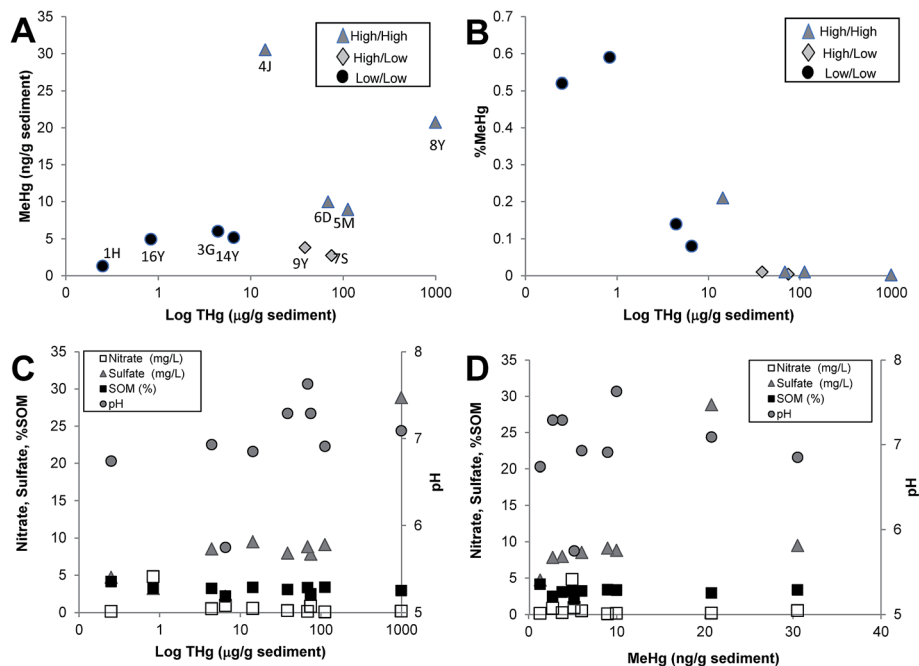 A
35
30
25
20
15
10
5
0
MeHg (ng/g sediment)
High/High
High/Low
Low/Low
4J
8Y
6D
5M
1H
16Y
3G
14Y
9Y
7S
0
1
10
100
1000
Log THg (µg/g sediment)
B
0.7
0.6
0.5
0.4
0.3
0.2
0.1
0.0
%MeHg
High/High
High/Low
Low/Low
0
1
10
100
1000
Log THg (µg/g sediment)
C
35
30
25
20
15
10
5
0
Nitrate, Sulfate, %SOM
Nitrate (mg/L)
Sulfate (mg/L)
SOM (%)
pH
8
7
6
5
pH
0
1
10
100
1000
Log THg (µg/g sediment)
D
35
30
25
20
15
10
5
0
Nitrate, Sulfate, %SOM
Nitrate (mg/L)
Sulfate (mg/L)
SOM (%)
pH
8
7
6
5
pH
0
10
20
30
40
MeHg (ng/g sediment)